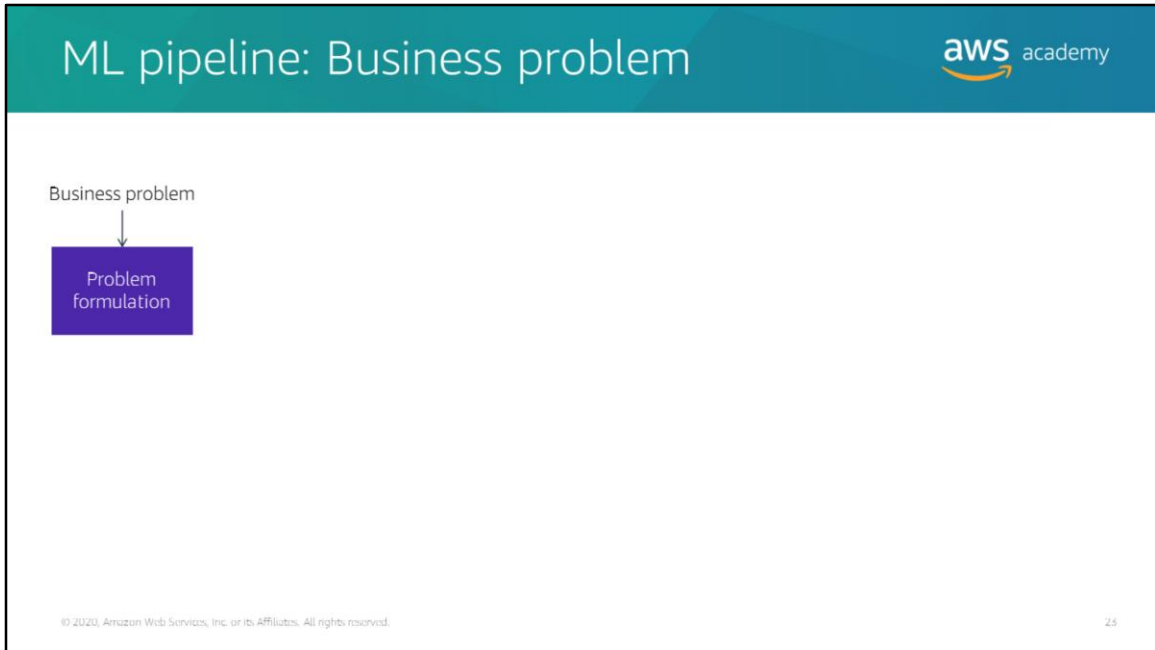 ML pipeline: Business problem
aws academy
Business problem
Problem
formulation
© 2020, Amazon Web Services, Inc. or its Affiliates. All rights reserved.
23